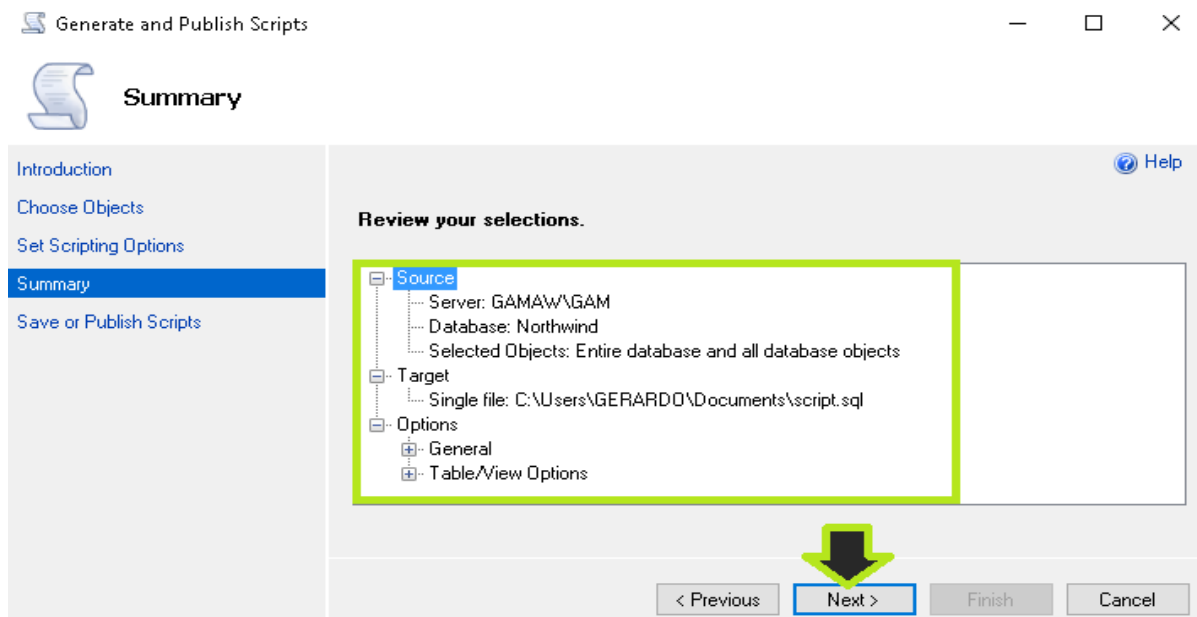 Generate and Publish Scripts
Summary
Introduction
Choose Objects
Set Scripting Options
Summary
Save or Publish Scripts
Help
Review your selections.
Source
Server: GAMAW\GAM
Database: Northwind
Selected Objects: Entire database and all database objects
Target
Single file: C:\Users\GERARDO\Documents\script.sql
Options
General
Table/View Options
< Previous
Next >
Finish
Cancel